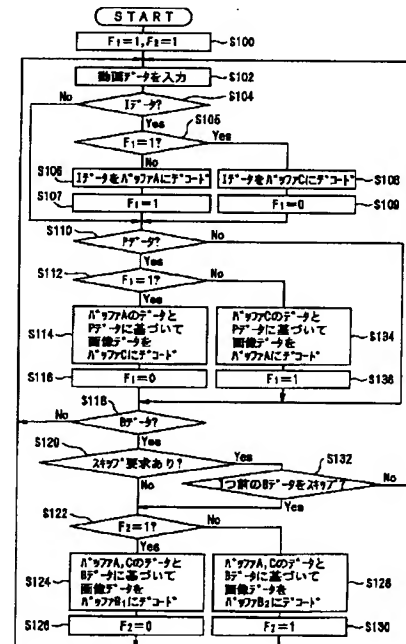 START
F₁=1, F₂=1
S100
動画データを入力
S102
Iデータ?
S104
No
Yes
F₁=1?
S105
Yes
No
S106
IデータをバッファAにデコード
IデータをバッファCにデコード
S108
S107
F₁=1
F₁=0
S109
S110
Pデータ?
No
Yes
S112
F₁=1?
No
Yes
S114
バッファAのデータと
Pデータに基づいて
画像データを
バッファCにデコード
バッファCのデータと
Pデータに基づいて
画像データを
バッファAにデコード
S134
S116
F₁=0
F₁=1
S136
S118
No
Bデータ?
Yes
S120
スキップ要求あり?
Yes
S132
No
1つ前のBデータをスキップ?
No
Yes
S122
F₂=1?
No
Yes
S124
バッファA,Cのデータと
Bデータに基づいて
画像データを
バッファB₁にデコード
バッファA,Cのデータと
Bデータに基づいて
画像データを
バッファB₂にデコード
S128
S126
F₂=0
F₂=1
S130